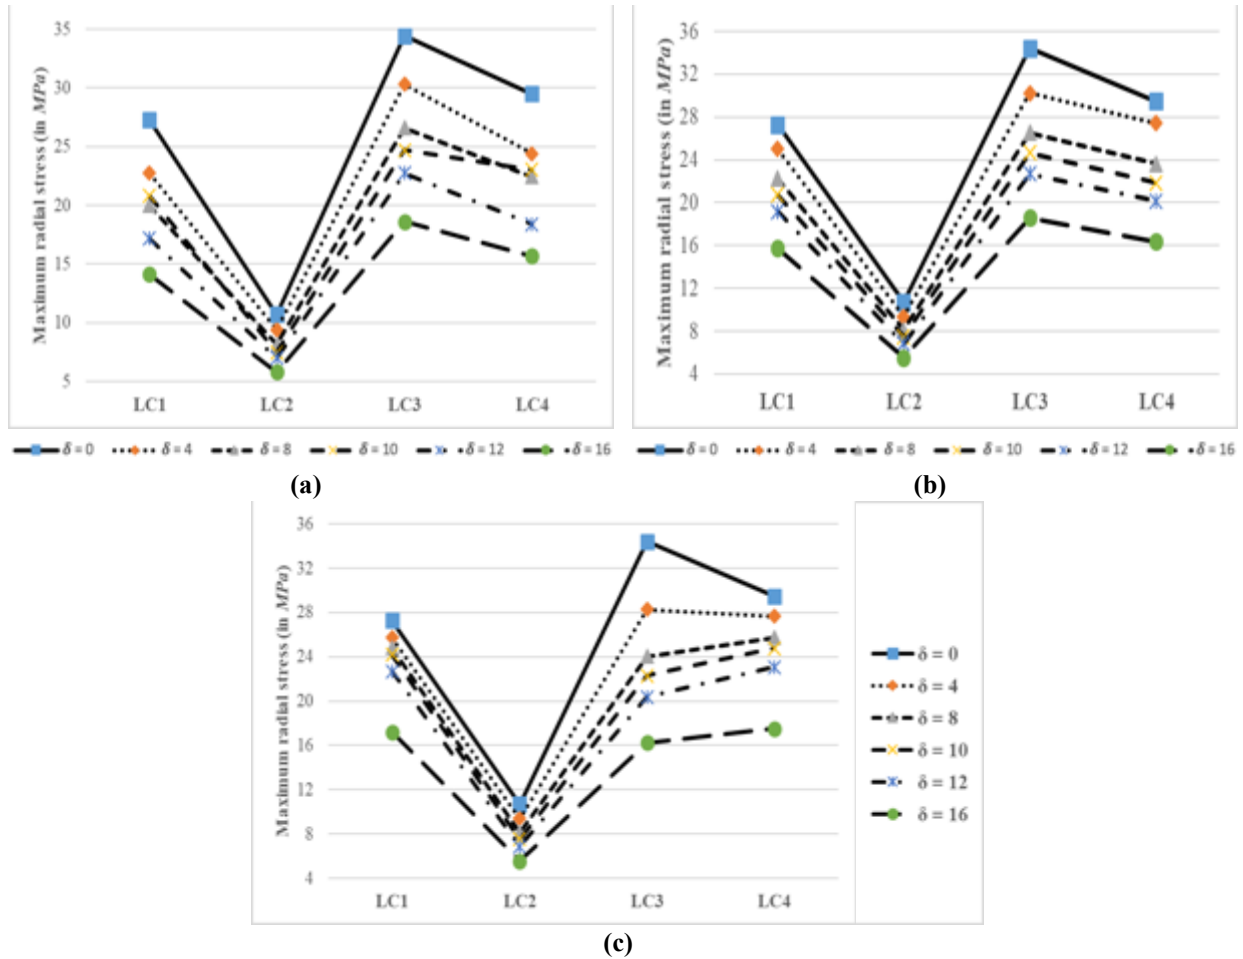 Maximum radial stress (in MPa)
35
30
25
20
15
10
5
LC1 LC2 LC3 LC4
δ = 0 δ = 4 δ = 8 δ = 10 δ = 12 δ = 16
(a)
Maximum radial stress (in MPa)
36
32
28
24
20
16
12
8
4
LC1 LC2 LC3 LC4
δ = 0 δ = 4 δ = 8 δ = 10 δ = 12 δ = 16
(b)
Maximum radial stress (in MPa)
36
32
28
24
20
16
12
8
4
LC1 LC2 LC3 LC4
δ = 0
δ = 4
δ = 8
δ = 10
δ = 12
δ = 16
(c)